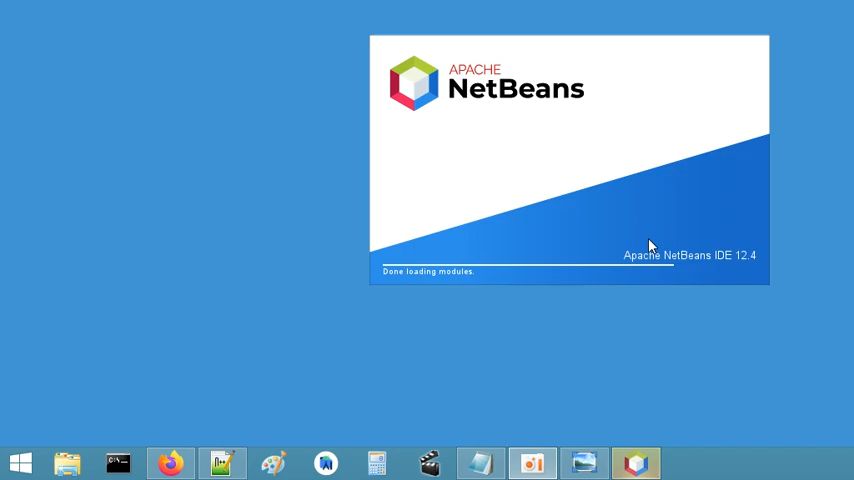 APACHE
NetBeans
Apache NetBeans IDE 12.4
Done loading modules.
C:\_